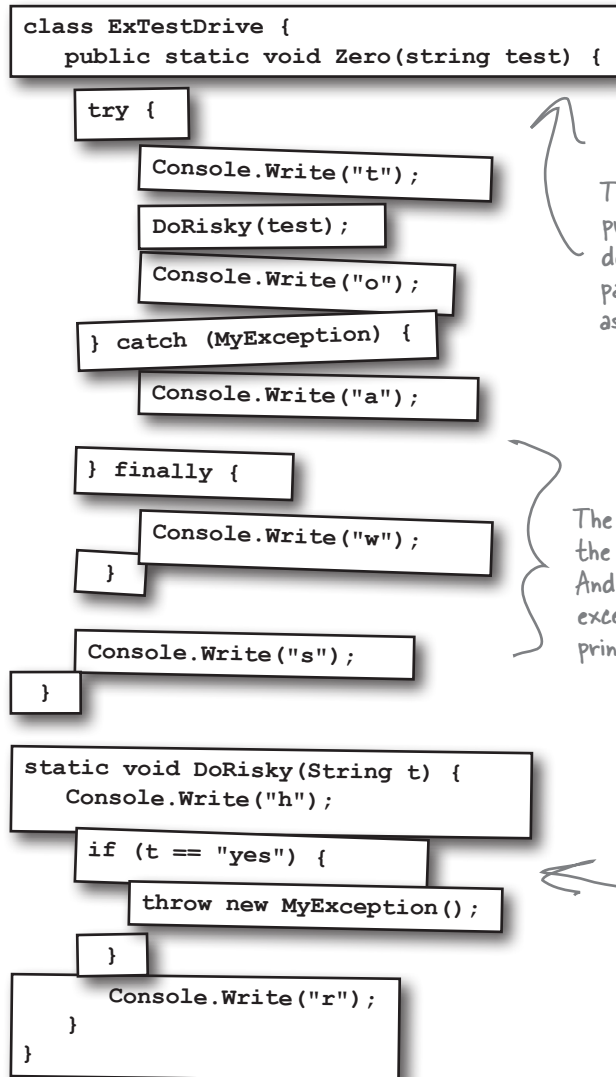 class ExTestDrive {
public static void Zero(string test) {
try {
Console.Write("t");
DoRisky(test);
Console.Write("o");
} catch (MyException) {
Console.Write("a");
} finally {
Console.Write("w");
}
Console.Write("s");
}
The
the
And
static void DoRisky(String t) {
Console.Write("h");
if (t == "yes") {
throw new MyException();
}
Console.Write("r");
}
}